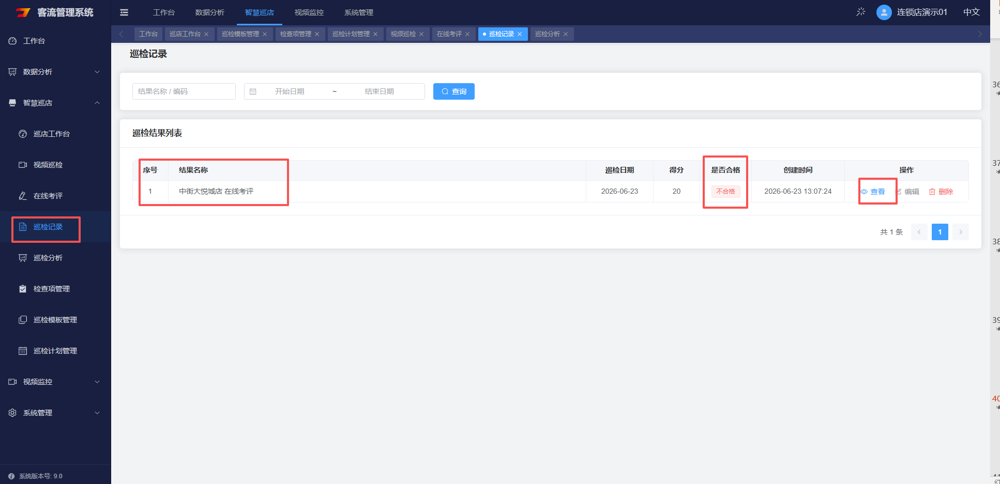 客流管理系统
工作台 数据分析 智慧巡店 视频监控 系统管理
连锁店演示01 中文
工作台 巡店工作台 巡检模板管理 检查项管理 巡检计划管理 视频巡检 在线考评 巡检记录 巡检分析
工作台
数据分析
智慧巡店
巡店工作台
视频巡检
在线考评
巡检记录
巡检分析
检查项管理
巡检模板管理
巡检计划管理
视频监控
系统管理
系统版本号: 9.0
巡检记录
结果名称 / 编码 开始日期 ~ 结束日期 查询
巡检结果列表
序号 结果名称 巡检日期 得分 是否合格 创建时间 操作
1 中街大悦城店 在线考评 2026-06-23 20 不合格 2026-06-23 13:07:24 查看 编辑 删除
共 1 条 1
36
37
38
39
40